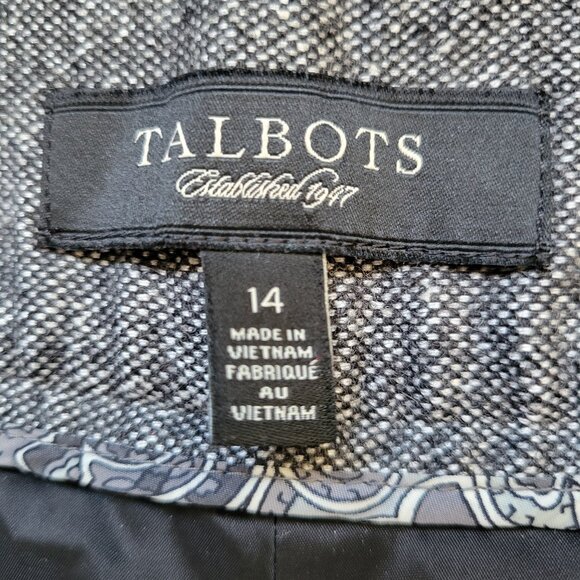 TALBOTS
Established 1947
14
MADE IN
VIETNAM
FABRIQUÉ
AU
VIETNAM